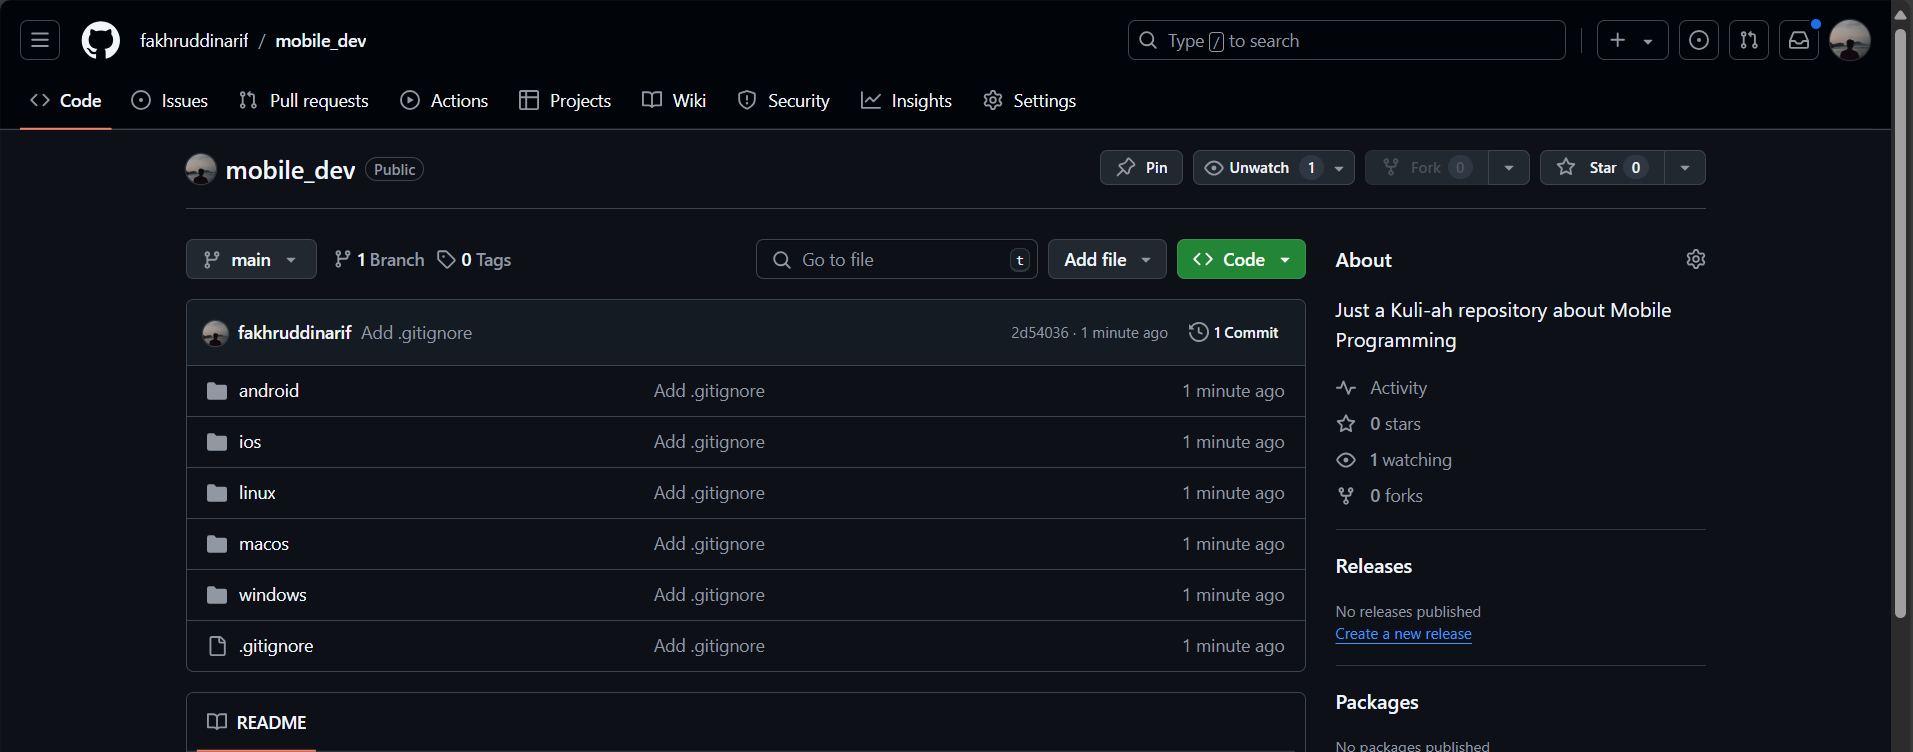 fakhruddinarif / mobile_dev
Type / to search
Code Issues Pull requests Actions Projects Wiki Security Insights Settings
mobile_dev Public
Pin Unwatch 1 Fork 0 Star 0
main 1 Branch 0 Tags
Go to file t Add file Code
fakhruddinarif Add .gitignore 2d54036 · 1 minute ago 1 Commit
android Add .gitignore 1 minute ago
ios Add .gitignore 1 minute ago
linux Add .gitignore 1 minute ago
macos Add .gitignore 1 minute ago
windows Add .gitignore 1 minute ago
.gitignore Add .gitignore 1 minute ago
README
About
Just a Kuli-ah repository about Mobile
Programming
Activity
0 stars
1 watching
0 forks
Releases
No releases published
Create a new release
Packages
No packages published